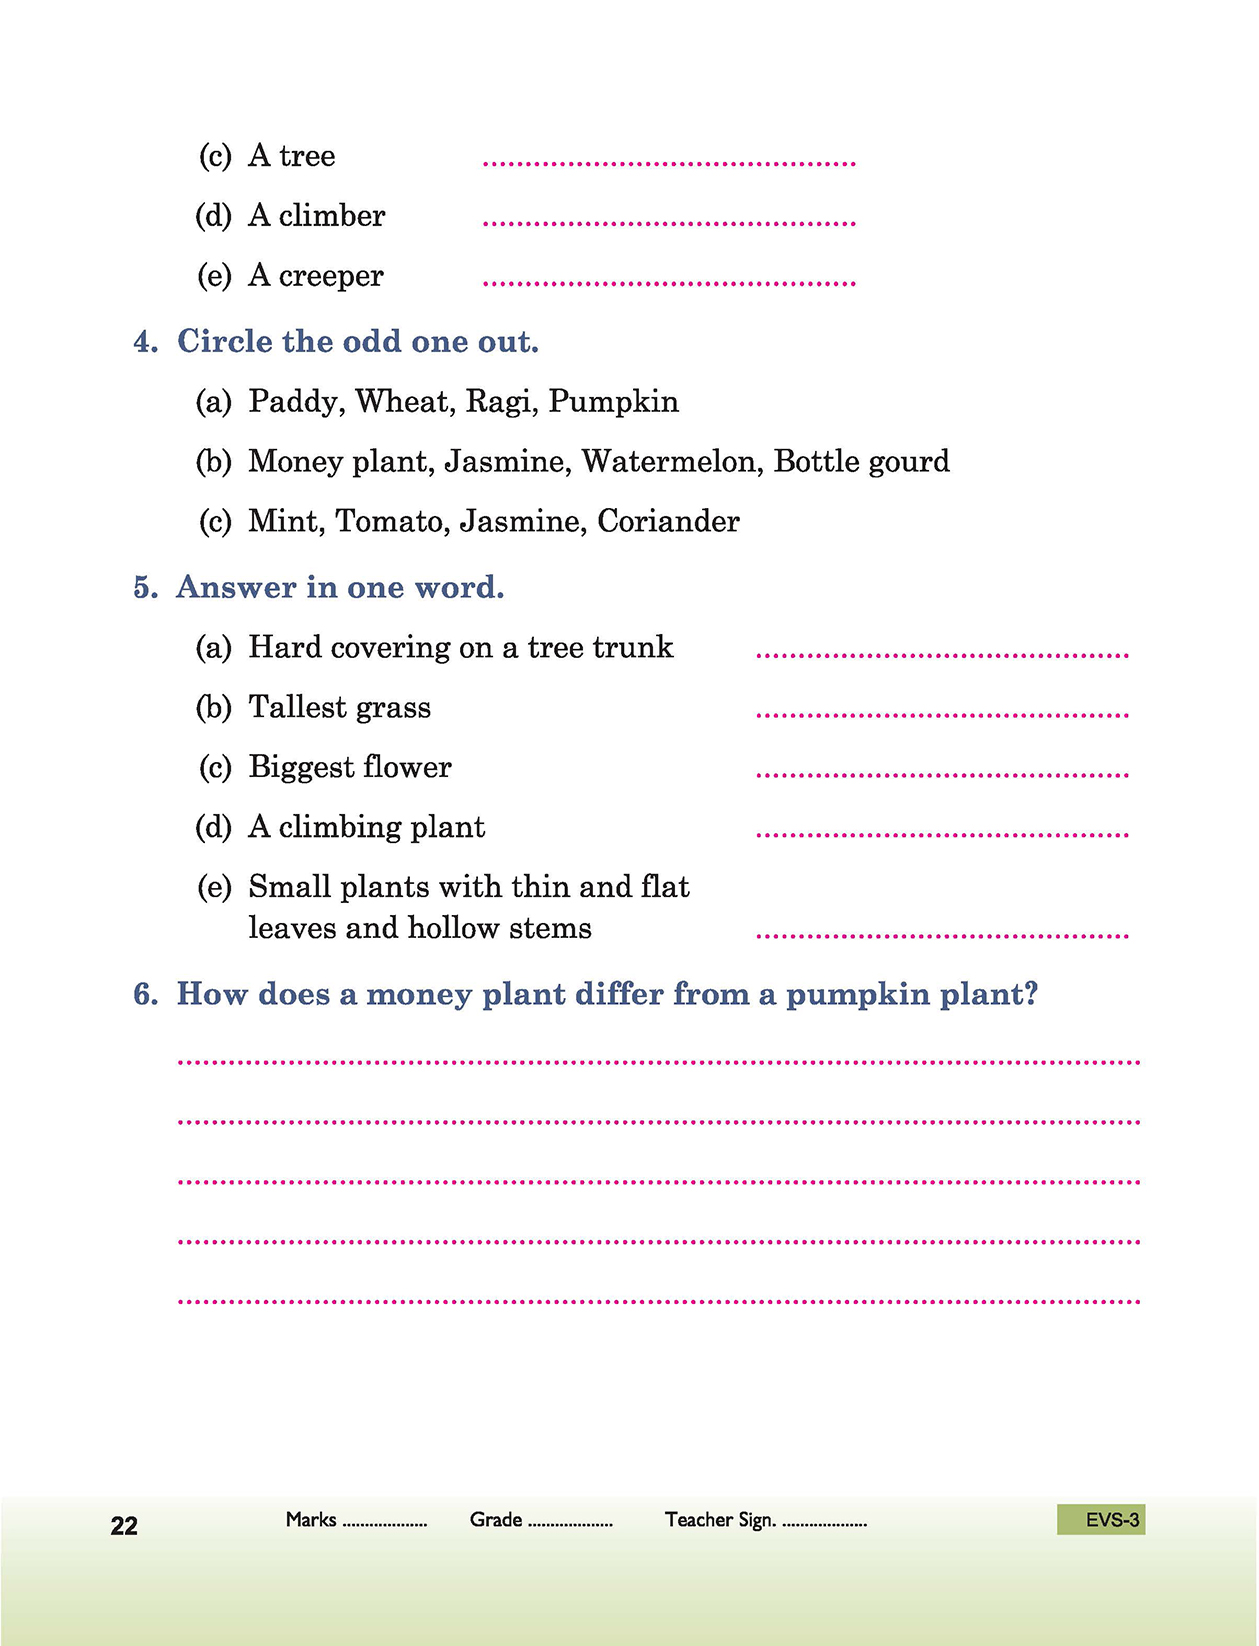 (c) A tree ............................................
(d) A climber ............................................
(e) A creeper ............................................
4. Circle the odd one out.
(a) Paddy, Wheat, Ragi, Pumpkin
(b) Money plant, Jasmine, Watermelon, Bottle gourd
(c) Mint, Tomato, Jasmine, Coriander
5. Answer in one word.
(a) Hard covering on a tree trunk ............................................
(b) Tallest grass ............................................
(c) Biggest flower ............................................
(d) A climbing plant ............................................
(e) Small plants with thin and flat
leaves and hollow stems ............................................
6. How does a money plant differ from a pumpkin plant?
22 Marks ................... Grade ................... Teacher Sign. ................... EVS-3